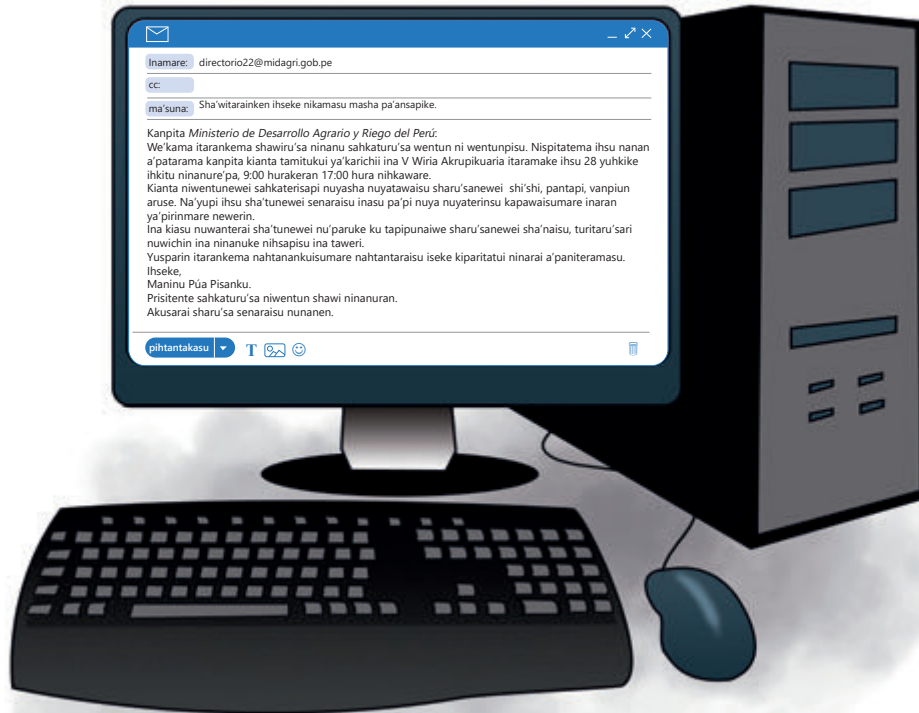 Inamare: directorio22@midagri.gob.pe
cc:
ma'suna: Sha'witarainken ihseke nikamasu masha pa'ansapike.
Kanpita Ministerio de Desarrollo Agrario y Riego del Perú:
We'kama itarankema shawiru'sa ninanu sahkaturu'sa wentun ni wentunpisu. Nispitatema ihsu nanan
a'patarama kanpita kianta tamitukui ya'karichii ina V Wiria Akrupikuaria itaramake ihsu 28 yuhkike
ihkitu ninanure'pa, 9:00 hurakeran 17:00 hura nihkaware.
Kianta niwentunewei sahkaterisapi nuyasha nuyatawaisu sharu'sanewei shi'shi, pantapi, vanpiun
aruse. Na'yupi ihsu sha'tunewei senaraisu inasu pa'pi nuya nuyaterinsu kapawaisumare inaran
ya'pirinmare newerin.
Ina kiasu nuwanterai sha'tunewei nu'paruke ku tapipunaiwe sharu'sanewei sha'naisu, turitaru'sari
nuwichin ina ninanuke nihsapisu ina taweri.
Yusparin itarankema nahtanankuisumare nahtantaraisu iseke kiparitatui ninarai a'paniteramasu.
Ihseke,
Maninu Púa Pisanku.
Prisitente sahkaturu'sa niwentun shawi ninanuran.
Akusarai sharu'sa senaraisu nunanen.
pihtantakasu T